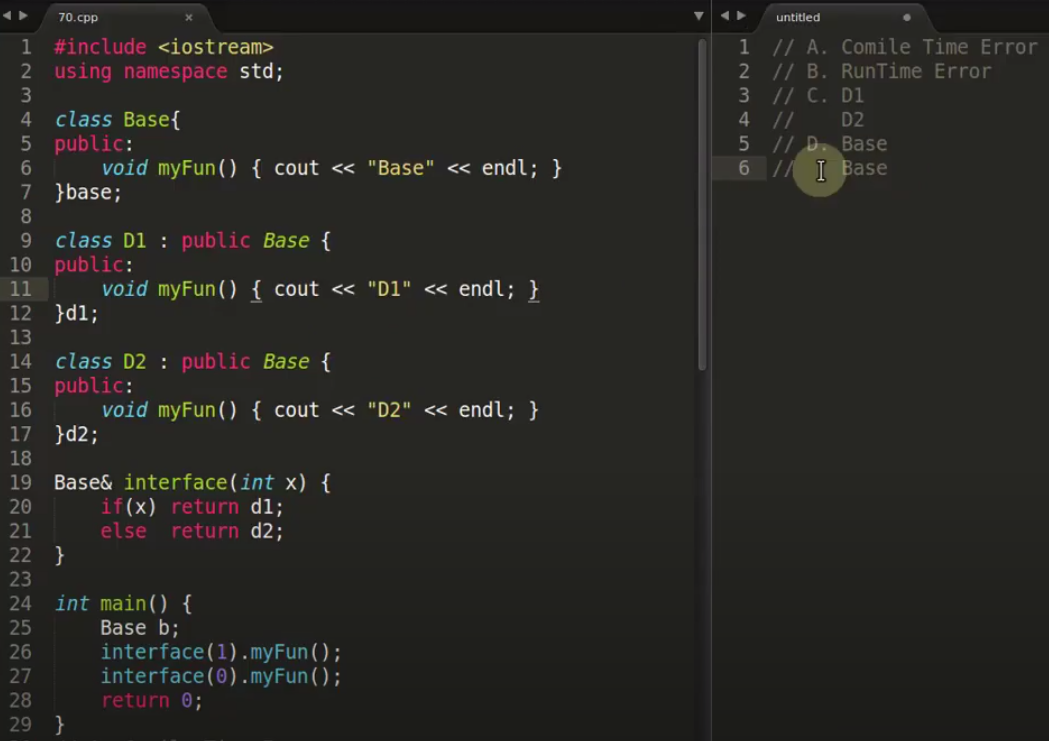 70.cpp ×
1 #include <iostream>
2 using namespace std;
3
4 class Base{
5 public:
6     void myFun() { cout << "Base" << endl; }
7 }base;
8
9 class D1 : public Base {
10 public:
11     void myFun() { cout << "D1" << endl; }
12 }d1;
13
14 class D2 : public Base {
15 public:
16     void myFun() { cout << "D2" << endl; }
17 }d2;
18
19 Base& interface(int x) {
20     if(x) return d1;
21     else  return d2;
22 }
23
24 int main() {
25     Base b;
26     interface(1).myFun();
27     interface(0).myFun();
28     return 0;
29 }
untitled
1 // A. Comile Time Error
2 // B. RunTime Error
3 // C. D1
4 //    D2
5 // D. Base
6 //    Base